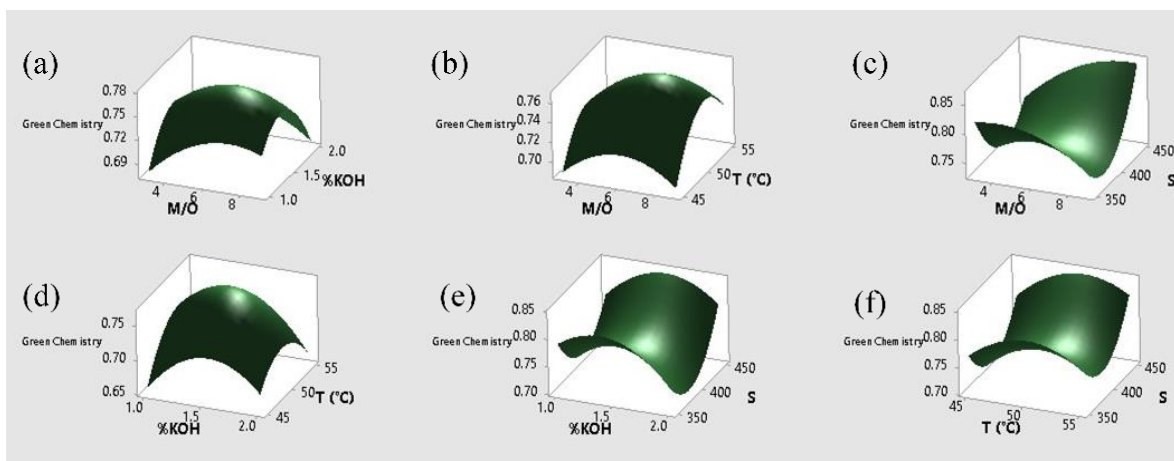 (a)
0.78
0.75
Green Chemistry
0.72
0.69
4
6
8
M/O
1.0
1.5
2.0
%KOH
(b)
0.76
0.74
Green Chemistry
0.72
0.70
4
6
8
M/O
45
50
55
T (°C)
(c)
0.85
Green Chemistry
0.80
0.75
4
6
8
M/O
350
400
450
S
(d)
0.75
Green Chemistry
0.70
0.65
1.0
1.5
2.0
%KOH
45
50
55
T (°C)
(e)
0.85
0.80
Green Chemistry
0.75
0.70
1.0
1.5
2.0
%KOH
350
400
450
S
(f)
0.85
0.80
Green Chemistry
0.75
0.70
45
50
55
T (°C)
350
400
450
S